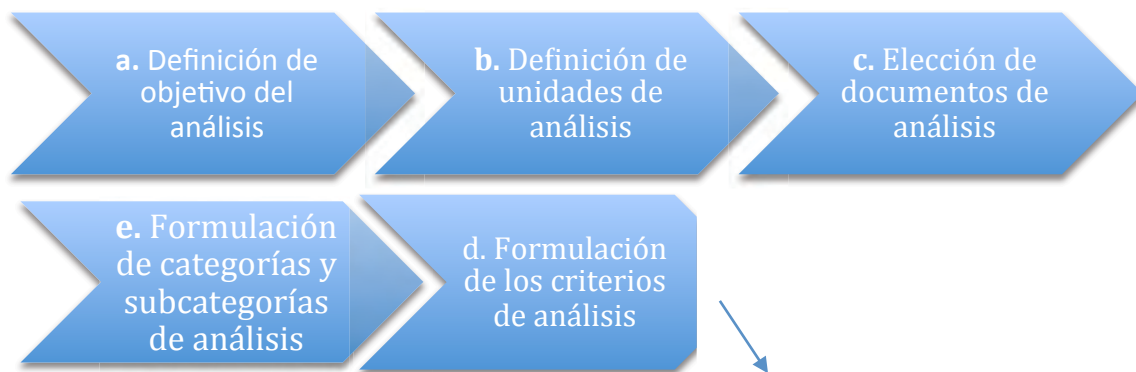 a. Definición de
objetivo del
análisis
b. Definición de
unidades de
análisis
c. Elección de
documentos de
análisis
e. Formulación
de categorías y
subcategorías
de análisis
d. Formulación
de los criterios
de análisis